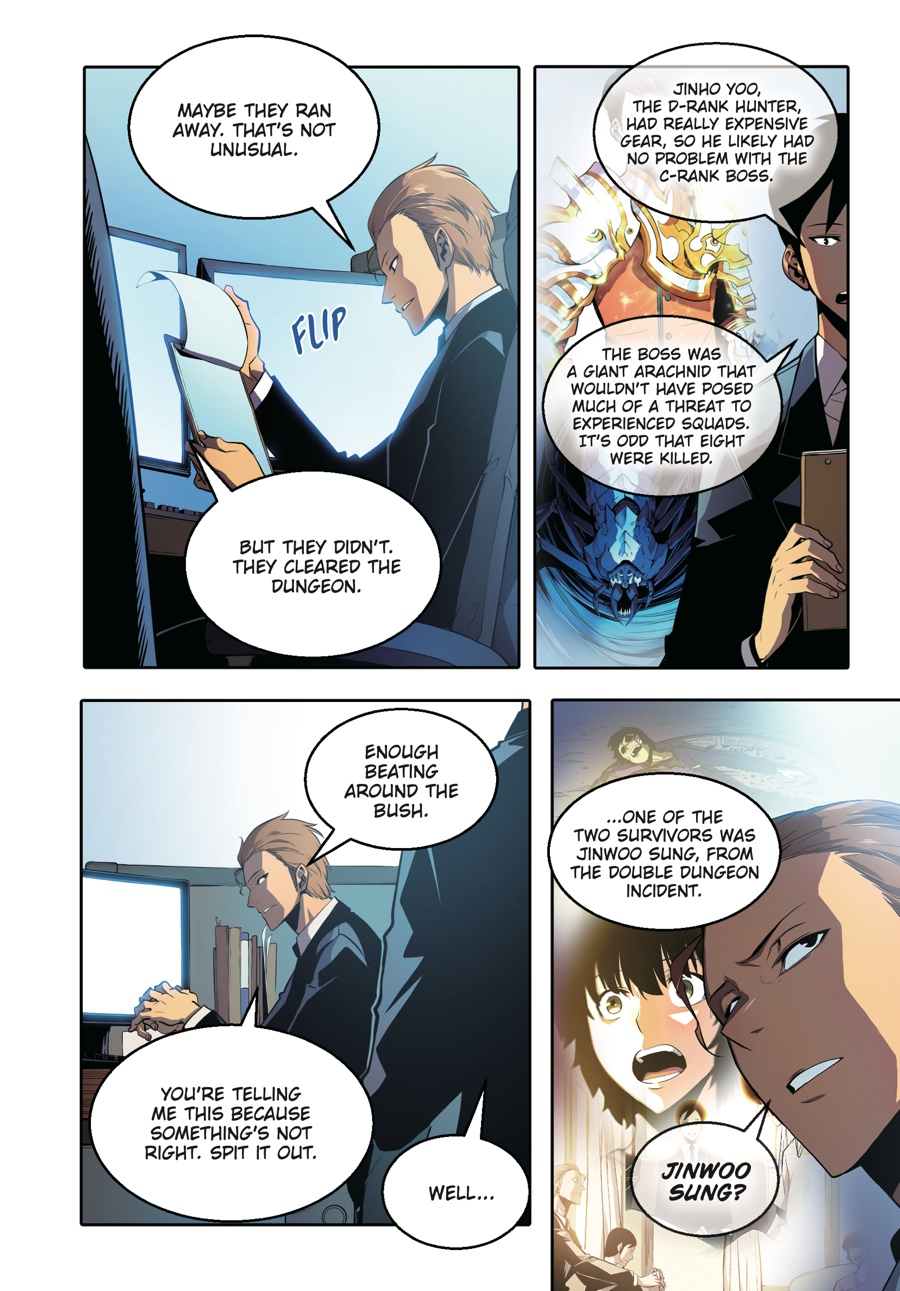 MAYBE THEY RAN
AWAY. THAT'S NOT
UNUSUAL.
FLIP
BUT THEY DIDN'T.
THEY CLEARED THE
DUNGEON.
JINHO YOO,
THE D-RANK HUNTER,
HAD REALLY EXPENSIVE
GEAR, SO HE LIKELY HAD
NO PROBLEM WITH THE
C-RANK BOSS.
THE BOSS WAS
A GIANT ARACHNID THAT
WOULDN'T HAVE POSED
MUCH OF A THREAT TO
EXPERIENCED SQUADS.
IT'S ODD THAT EIGHT
WERE KILLED.
ENOUGH
BEATING
AROUND THE
BUSH.
YOU'RE TELLING
ME THIS BECAUSE
SOMETHING'S NOT
RIGHT. SPIT IT OUT.
WELL...
...ONE OF THE
TWO SURVIVORS WAS
JINWOO SUNG, FROM
THE DOUBLE DUNGEON
INCIDENT.
JINWOO
SUNG?